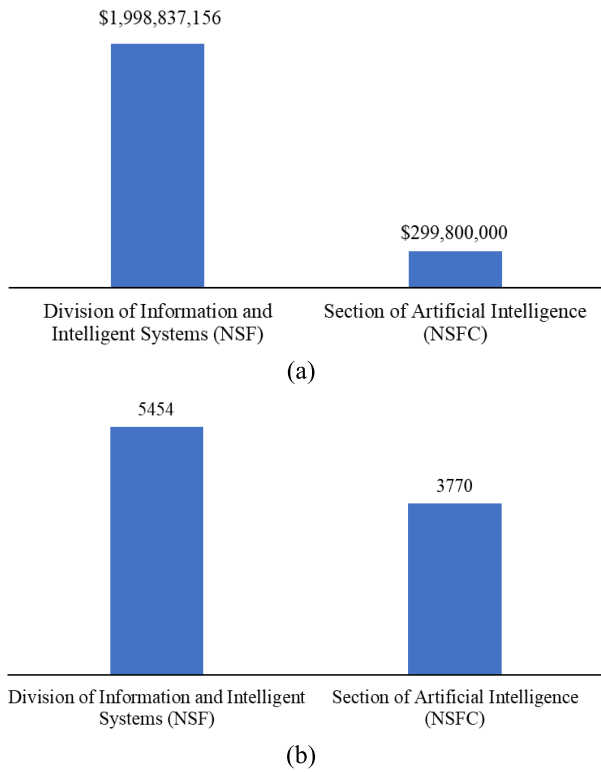 $1,998,837,156
$299,800,000
Division of Information and
Intelligent Systems (NSF)
Section of Artificial Intelligence
(NSFC)
(a)
5454
3770
Division of Information and Intelligent
Systems (NSF)
Section of Artificial Intelligence
(NSFC)
(b)